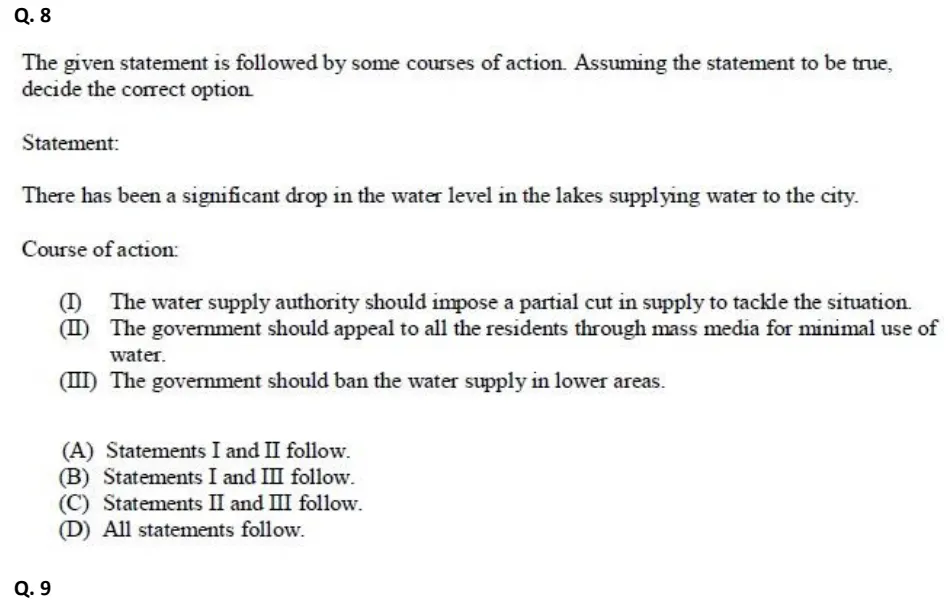 Q. 8
The given statement is followed by some courses of action. Assuming the statement to be true,
decide the correct option.
Statement:
There has been a significant drop in the water level in the lakes supplying water to the city.
Course of action:
(I) The water supply authority should impose a partial cut in supply to tackle the situation.
(II) The government should appeal to all the residents through mass media for minimal use of
water.
(III) The government should ban the water supply in lower areas.
(A) Statements I and II follow.
(B) Statements I and III follow.
(C) Statements II and III follow.
(D) All statements follow.
Q. 9